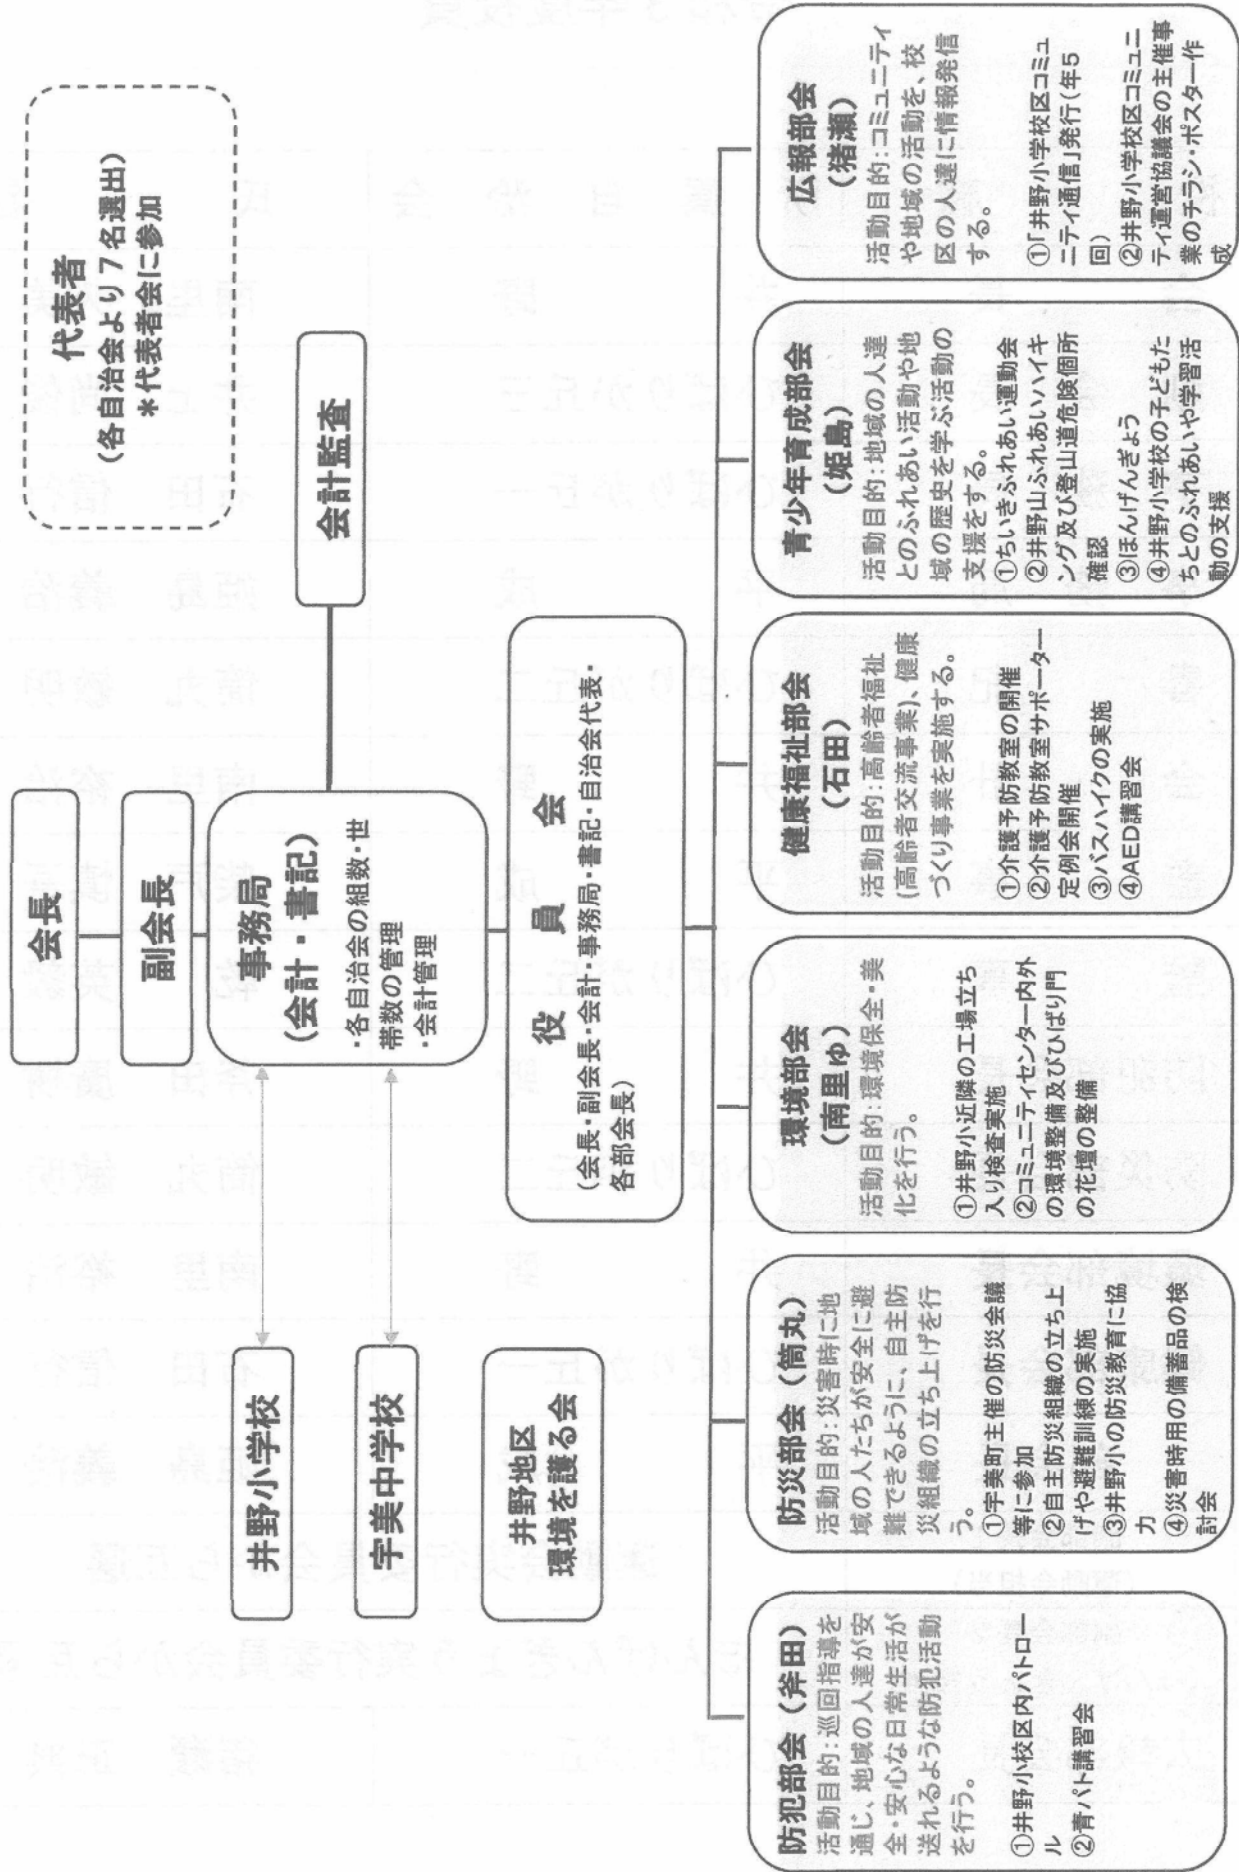 会長
副会長
事務局
(会計・書記)
・各自治会の組数・世
帯数の管理
・会計管理
代表者
(各自治会より7名選出)
*代表者会に参加
会計監査
井野小学校
宇美中学校
井野地区
環境を護る会
役員会
(会長・副会長・会計・事務局・書記・自治会代表・
各部会長)
防犯部会(斧田)
活動目的:巡回指導を
通じ、地域の人達が安
全・安心な日常生活が
送れるような防犯活動
を行う。
①井野小校区内パトロー
ル
②青パト講習会
防災部会(筒丸)
活動目的:災害時に地
域の人たちが安全に避
難できるように、自主防
災組織の立ち上げを行
う。
①宇美町主催の防災会議
等に参加
②自主防災組織の立ち上
げや避難訓練の実施
③井野小の防災教育に協
力
④災害時用の備蓄品の検
討会
環境部会
(南里ゆ)
活動目的:環境保全・美
化を行う。
①井野小近隣の工場立ち
入り検査実施
②コミュニティセンター内外
の環境整備及びひばり門
の花壇の整備
健康福祉部会
(石田)
活動目的:高齢者福祉
(高齢者交流事業)、健康
づくり事業を実施する。
①介護予防教室の開催
②介護予防教室サポーター
定例会開催
③バスハイクの実施
④AED講習会
青少年育成部会
(姫島)
活動目的:地域の人達
とのふれあい活動や地
域の歴史を学ぶ活動の
支援をする。
①ちいきふれあい運動会
②井野山ふれあいハイキ
ング及び登山道危険個所
確認
③ほんげんぎょう
④井野小学校の子どもた
ちとのふれあいや学習活
動の支援
広報部会
(猪瀬)
活動目的:コミュニティ
や地域の活動を、校
区の人達に情報発信
する。
①「井野小学校区コミュ
ニティ通信」発行(年5
回)
②井野小学校区コミュニ
ティ運営協議会の主催事
業のチラシ・ポスター作
成